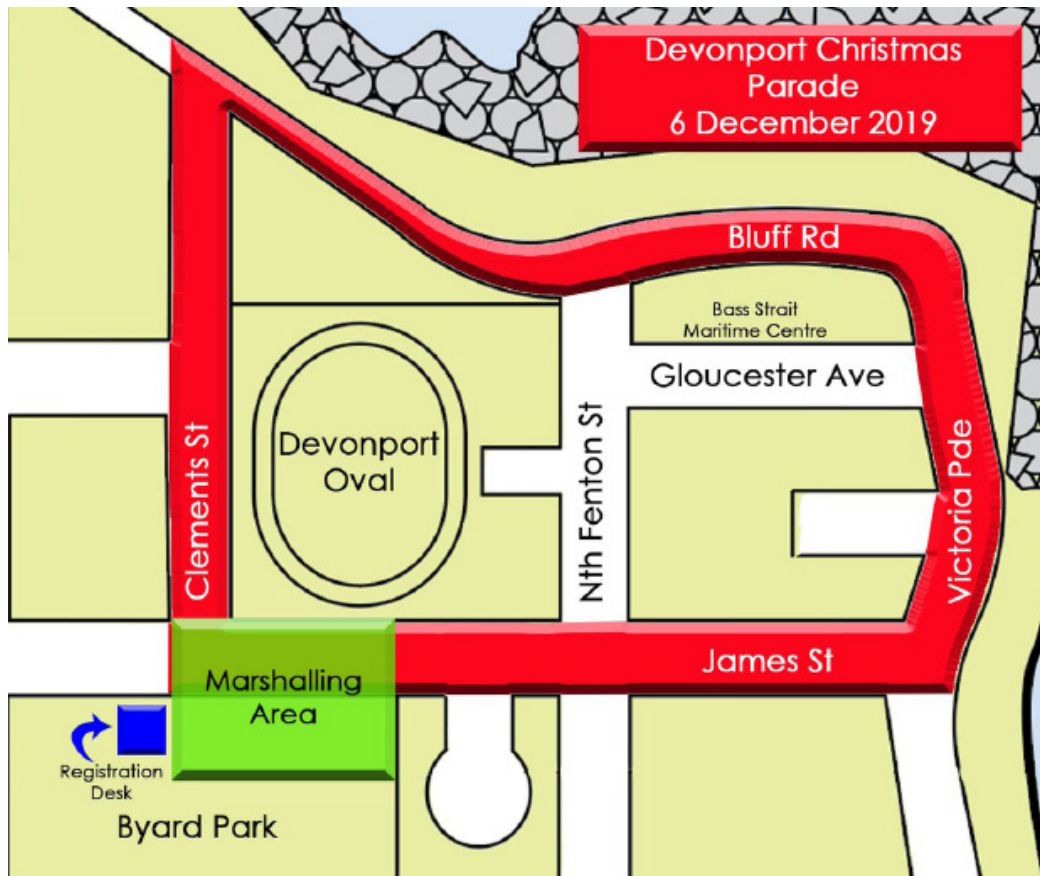 Devonport Christmas
Parade
6 December 2019
Bluff Rd
Bass Strait
Maritime Centre
Gloucester Ave
Clements St
Devonport
Oval
Nth Fenton St
Victoria Pde
James St
Marshalling
Area
Registration
Desk
Byard Park